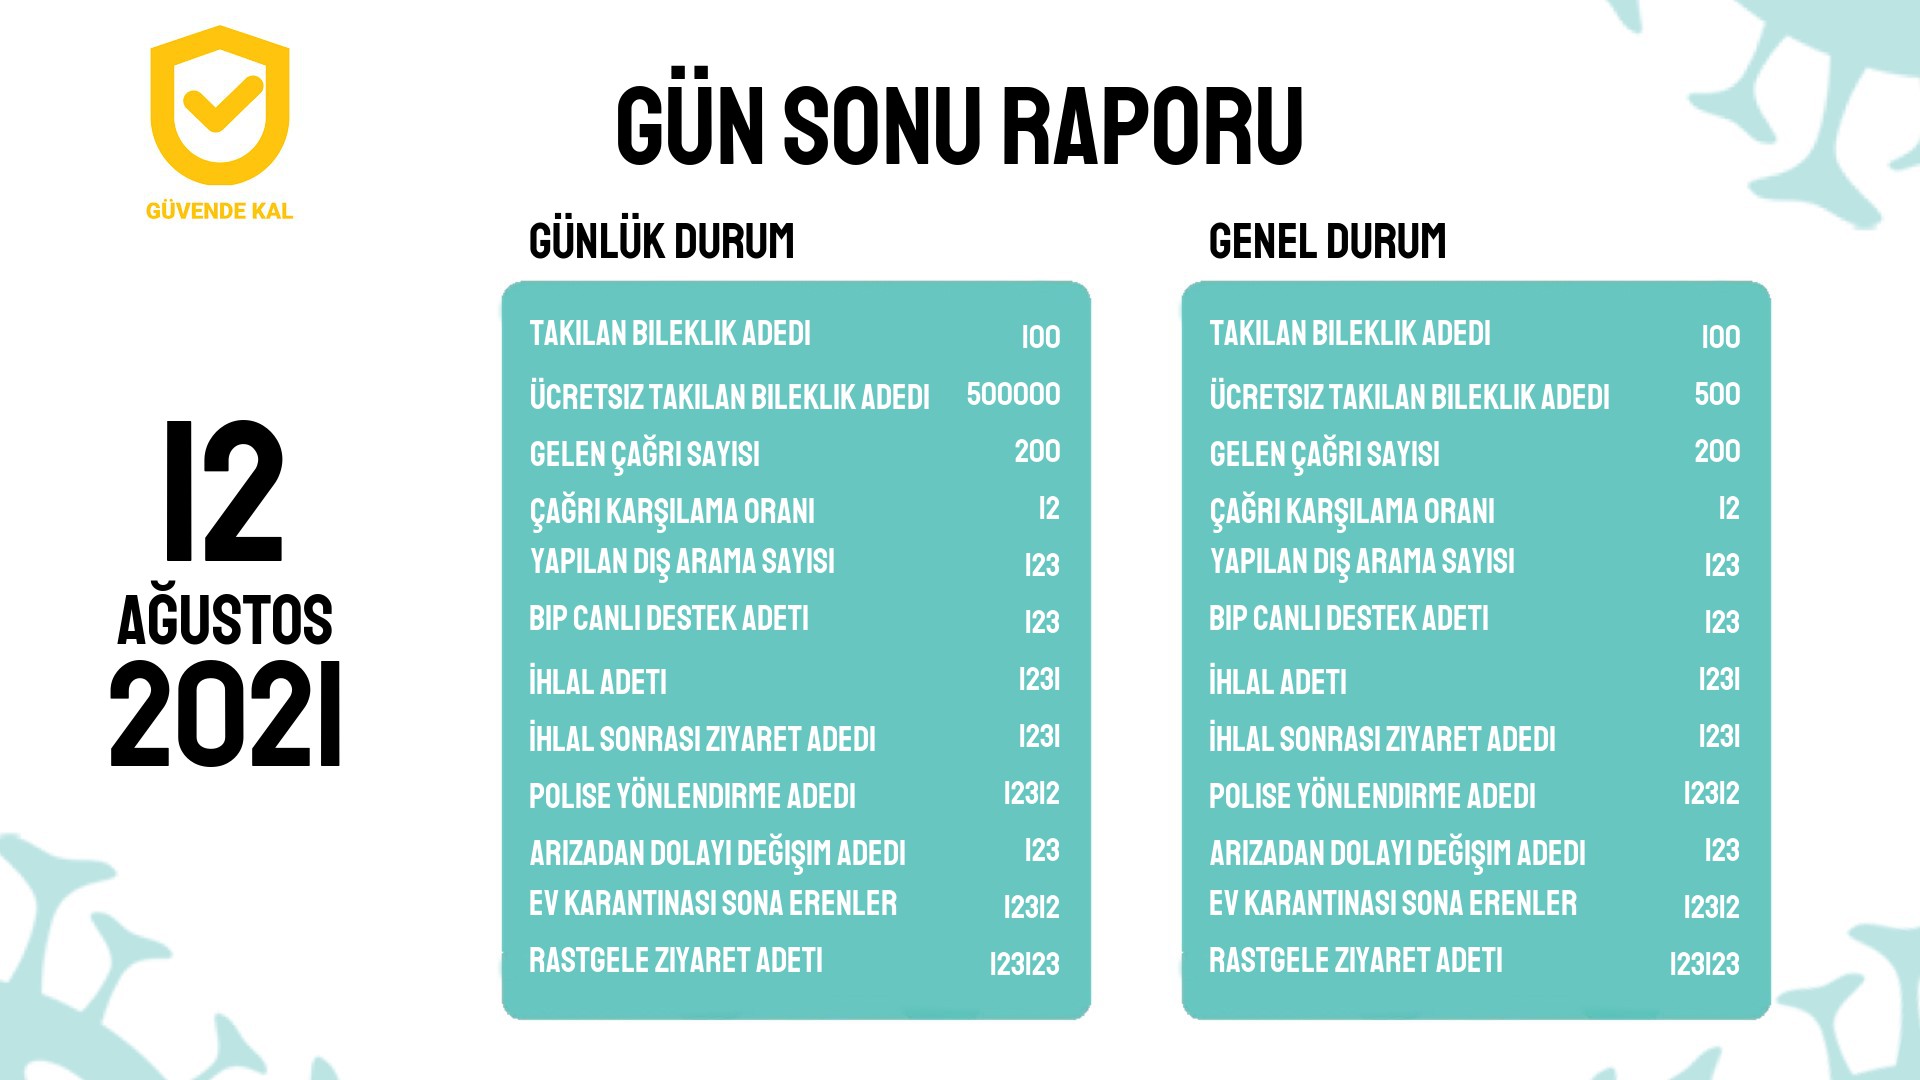 GÜVENDE KAL
GÜN SONU RAPORU
12
AĞUSTOS
2021
GÜNLÜK DURUM
TAKILAN BILEKLIK ADEDI 100
ÜCRETSIZ TAKILAN BILEKLIK ADEDI 500000
GELEN ÇAĞRI SAYISI 200
ÇAĞRI KARŞILAMA ORANI 12
YAPILAN DIŞ ARAMA SAYISI 123
BIP CANLI DESTEK ADETI 123
İHLAL ADETI 1231
İHLAL SONRASI ZIYARET ADEDI 1231
POLISE YÖNLENDIRME ADEDI 12312
ARIZADAN DOLAYI DEĞIŞIM ADEDI 123
EV KARANTINASI SONA ERENLER 12312
RASTGELE ZIYARET ADETI 123123
GENEL DURUM
TAKILAN BILEKLIK ADEDI 100
ÜCRETSIZ TAKILAN BILEKLIK ADEDI 500
GELEN ÇAĞRI SAYISI 200
ÇAĞRI KARŞILAMA ORANI 12
YAPILAN DIŞ ARAMA SAYISI 123
BIP CANLI DESTEK ADETI 123
İHLAL ADETI 1231
İHLAL SONRASI ZIYARET ADEDI 1231
POLISE YÖNLENDIRME ADEDI 12312
ARIZADAN DOLAYI DEĞIŞIM ADEDI 123
EV KARANTINASI SONA ERENLER 12312
RASTGELE ZIYARET ADETI 123123